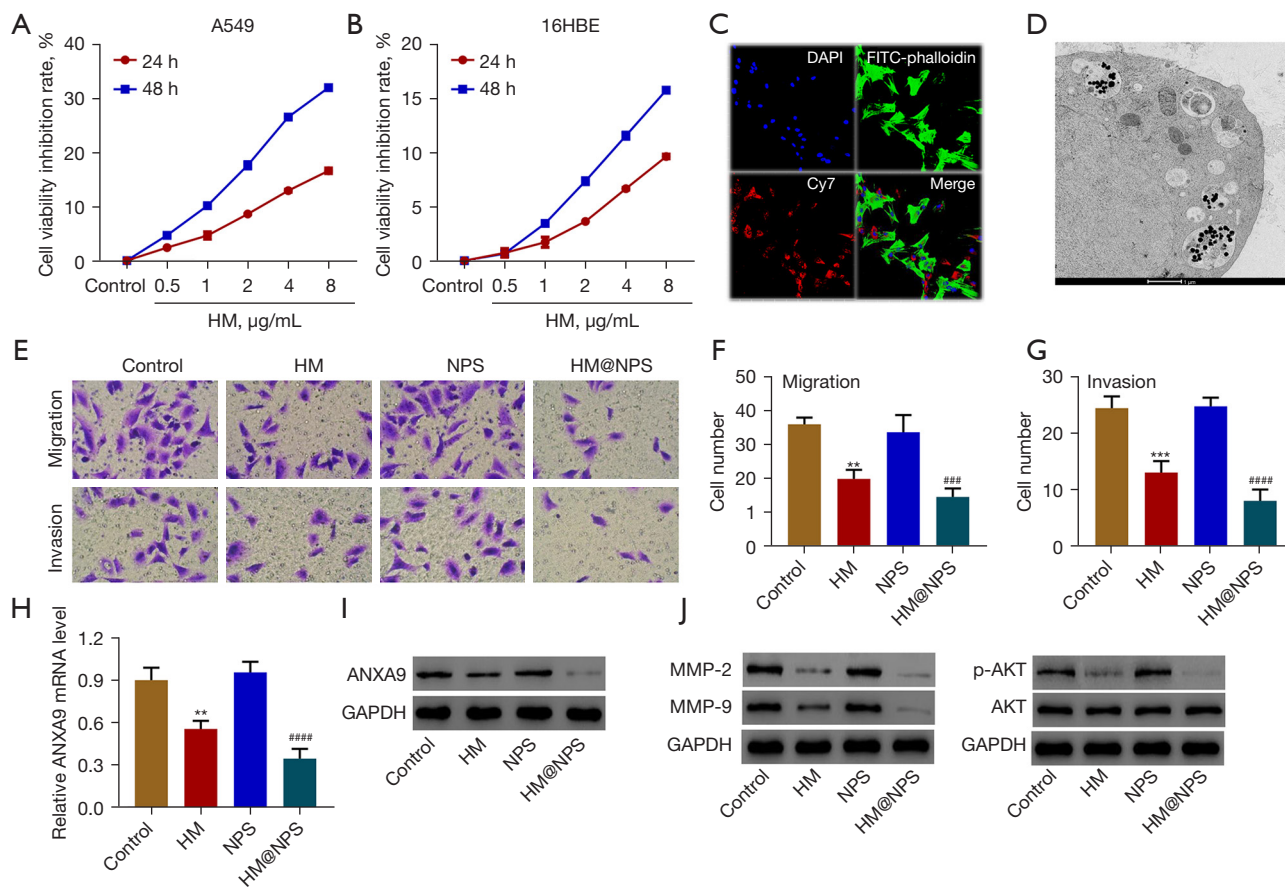 A
A549
Cell viability inhibition rate, %
40
30
20
10
0
24 h
48 h
Control 0.5 1 2 4 8
HM, µg/mL
B
16HBE
Cell viability inhibition rate, %
20
15
10
5
0
24 h
48 h
Control 0.5 1 2 4 8
HM, µg/mL
C
DAPI
FITC-phalloidin
Cy7
Merge
D
1 µm
E
Control HM NPS HM@NPS
Migration
Invasion
F
Migration
Cell number
50
40
30
20
1
0
**
###
Control HM NPS HM@NPS
G
Invasion
Cell number
30
20
10
0
***
####
Control HM NPS HM@NPS
H
Relative ANXA9 mRNA level
1.2
0.9
0.6
0.3
0.0
**
####
Control HM NPS HM@NPS
I
ANXA9
GAPDH
Control HM NPS HM@NPS
J
MMP-2
MMP-9
GAPDH
Control HM NPS HM@NPS
p-AKT
AKT
GAPDH
Control HM NPS HM@NPS